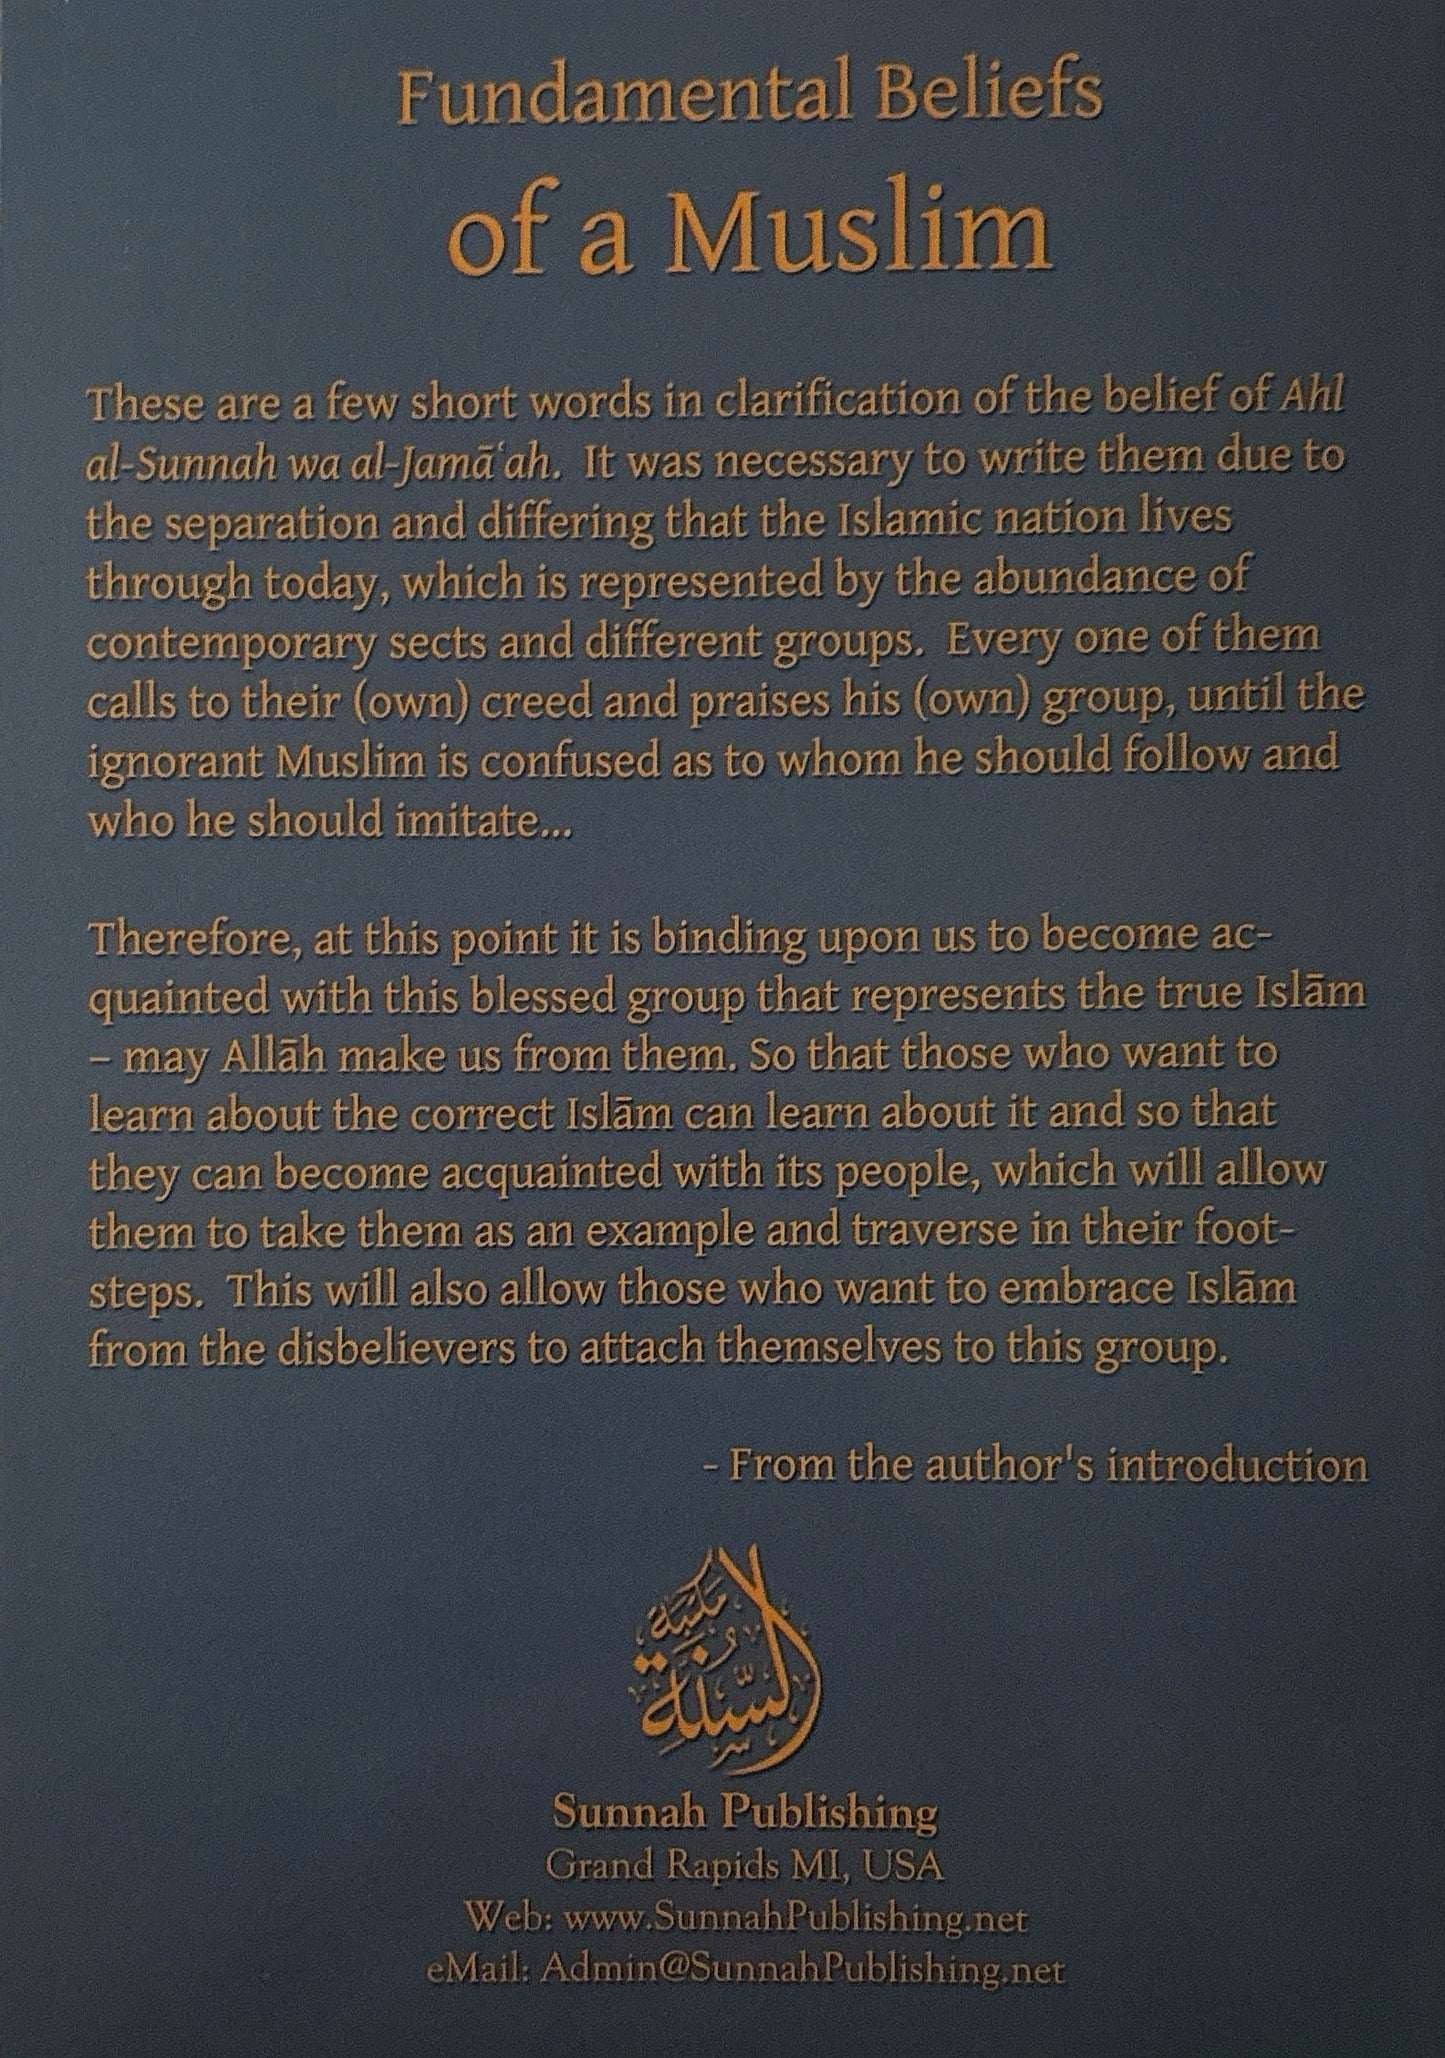 Fundamental Beliefs
of a Muslim
These are a few short words in clarification of the belief of Ahl
al-Sunnah wa al-Jamāʿah.  It was necessary to write them due to
the separation and differing that the Islamic nation lives
through today, which is represented by the abundance of
contemporary sects and different groups.  Every one of them
calls to their (own) creed and praises his (own) group, until the
ignorant Muslim is confused as to whom he should follow and
who he should imitate...
Therefore, at this point it is binding upon us to become ac-
quainted with this blessed group that represents the true Islām
– may Allāh make us from them. So that those who want to
learn about the correct Islām can learn about it and so that
they can become acquainted with its people, which will allow
them to take them as an example and traverse in their foot-
steps.  This will also allow those who want to embrace Islām
from the disbelievers to attach themselves to this group.
- From the author's introduction
مكتبة
السُّنَّة
Sunnah Publishing
Grand Rapids MI, USA
Web: www.SunnahPublishing.net
eMail: Admin@SunnahPublishing.net